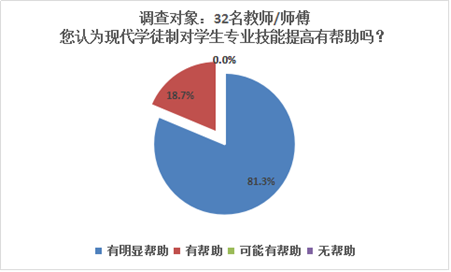 调查对象：32名教师/师傅
您认为现代学徒制对学生专业技能提高有帮助吗？
0.0%
18.7%
81.3%
有明显帮助 有帮助 可能有帮助 无帮助